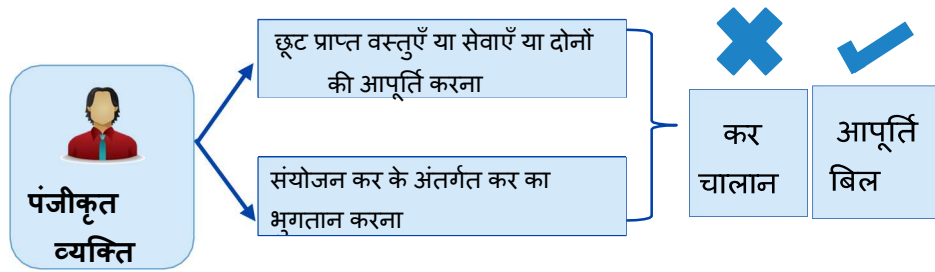 पंजीकृत
व्यक्ति
छूट प्राप्त वस्तुएँ या सेवाएँ या दोनों
की आपूर्ति करना
संयोजन कर के अंतर्गत कर का
भुगतान करना
कर
चालान
आपूर्ति
बिल